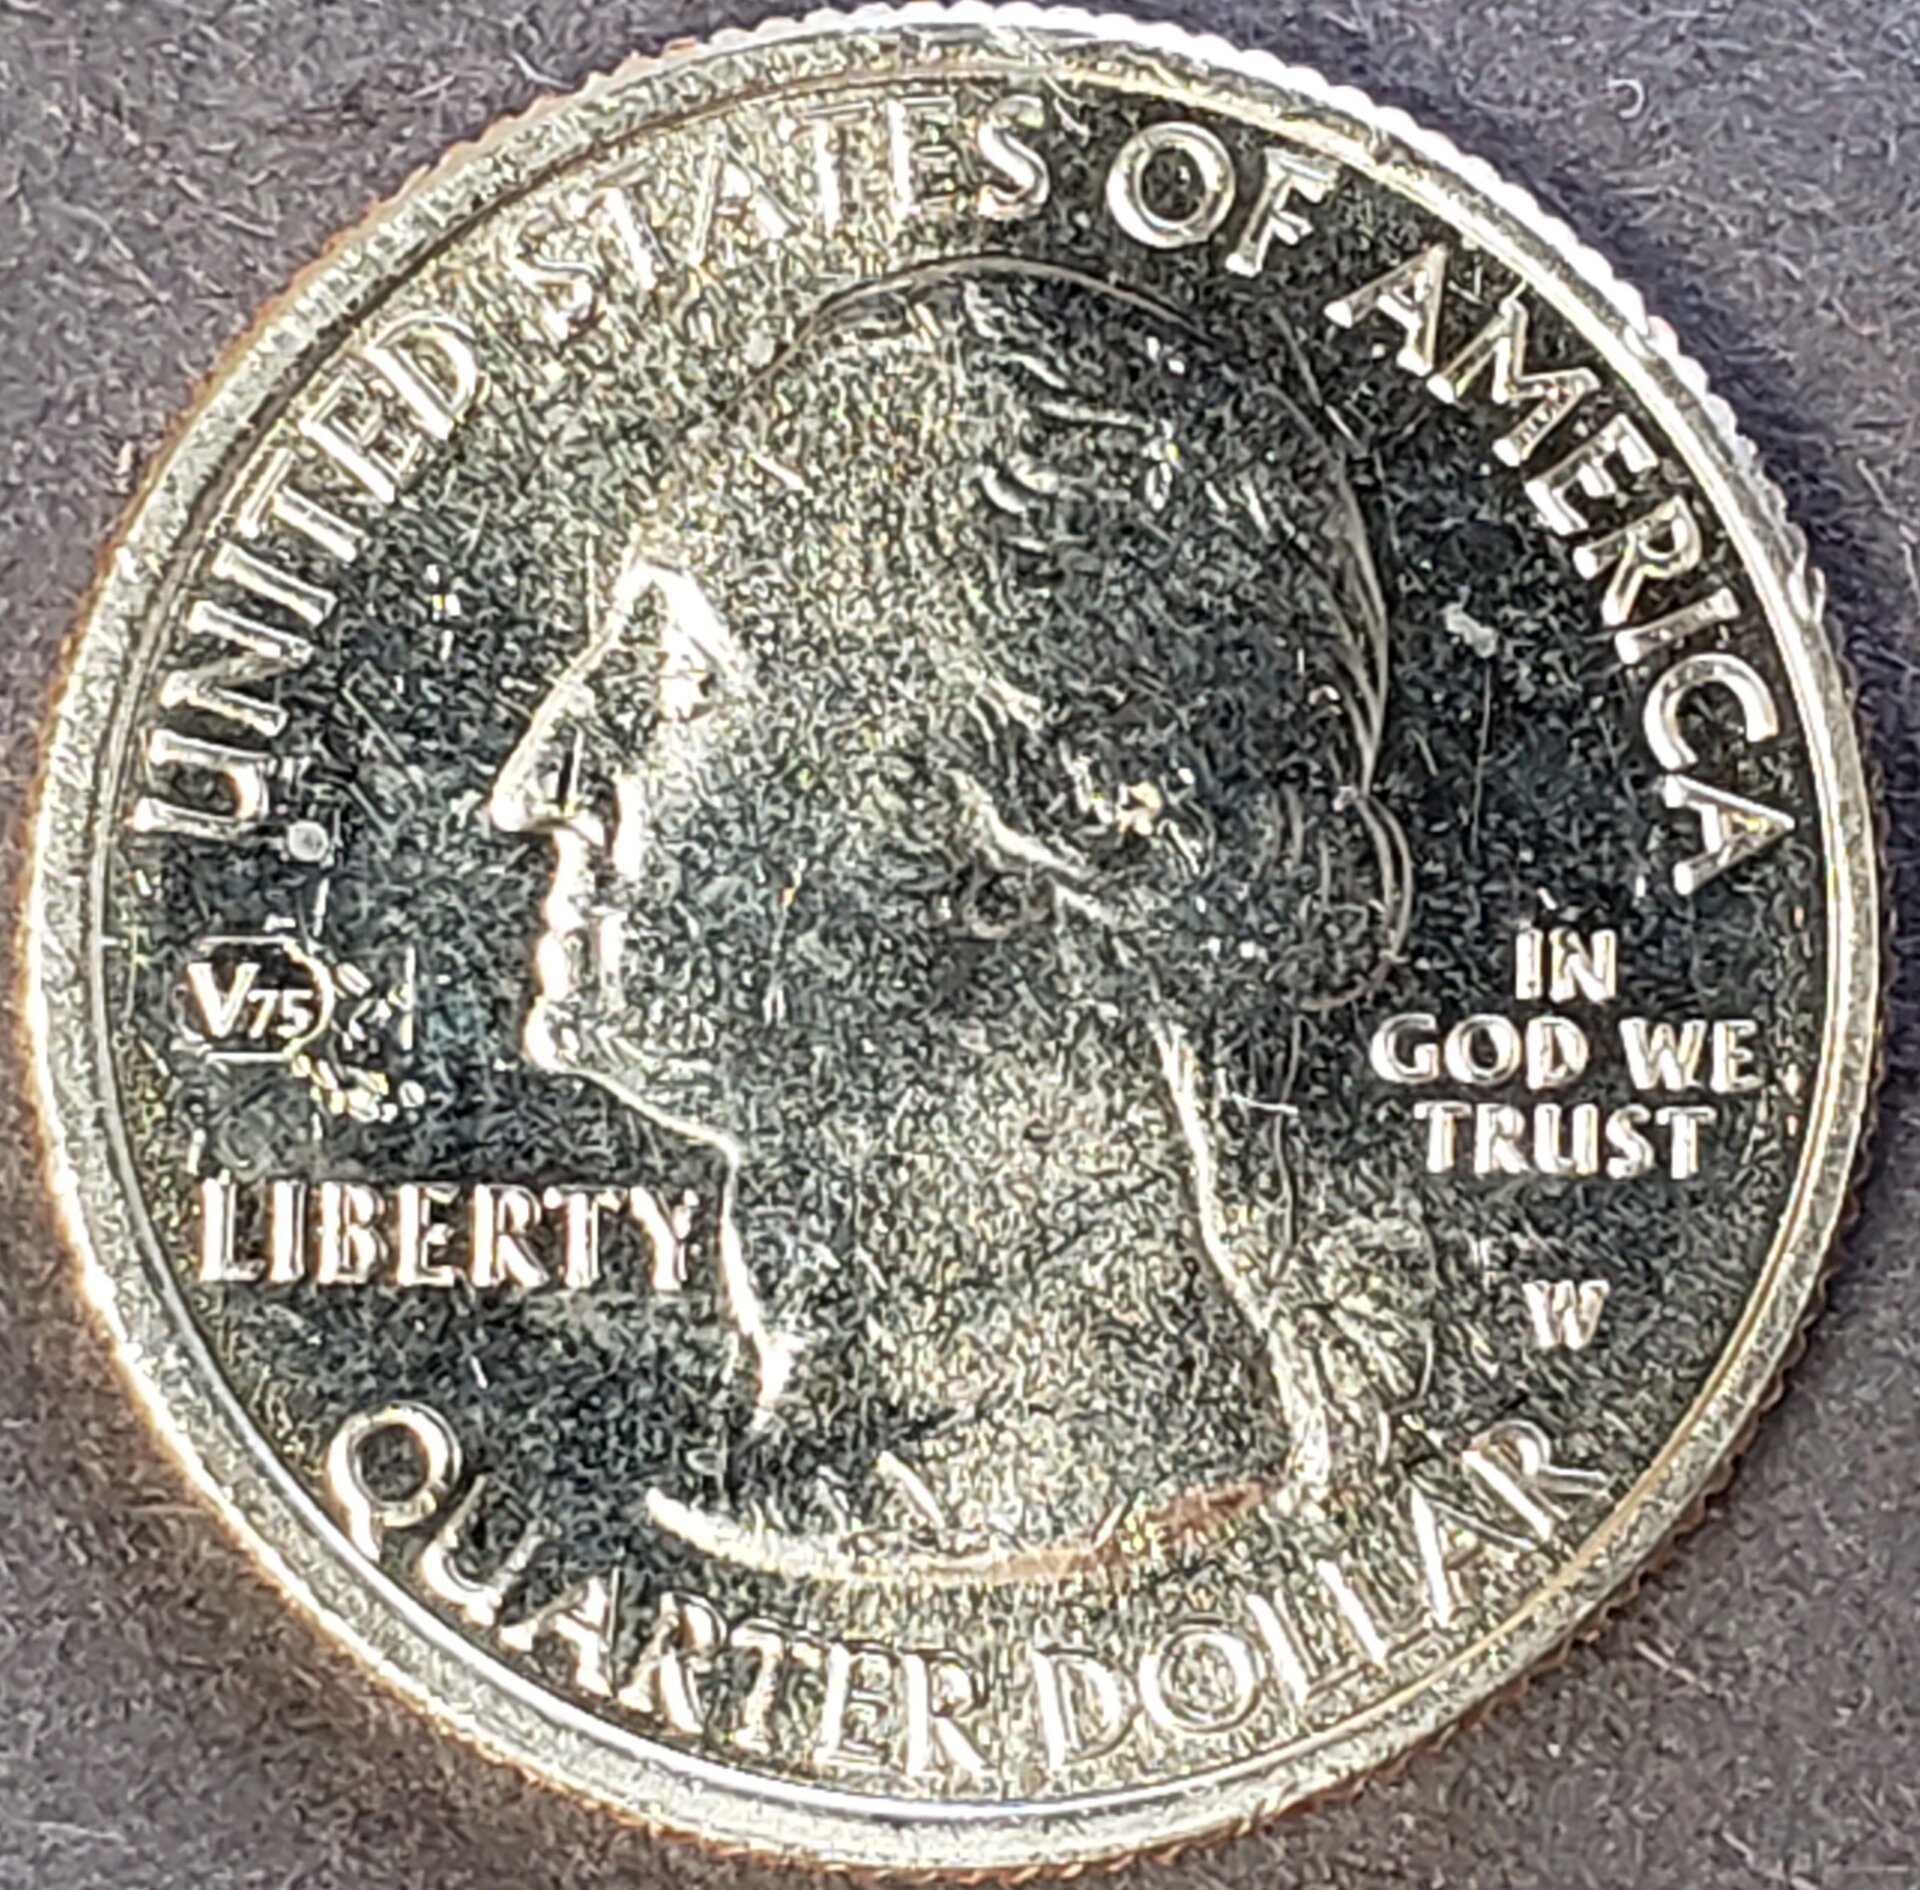 UNITED STATES OF AMERICA
V75
IN
GOD WE
TRUST
LIBERTY
W
QUARTER DOLLAR